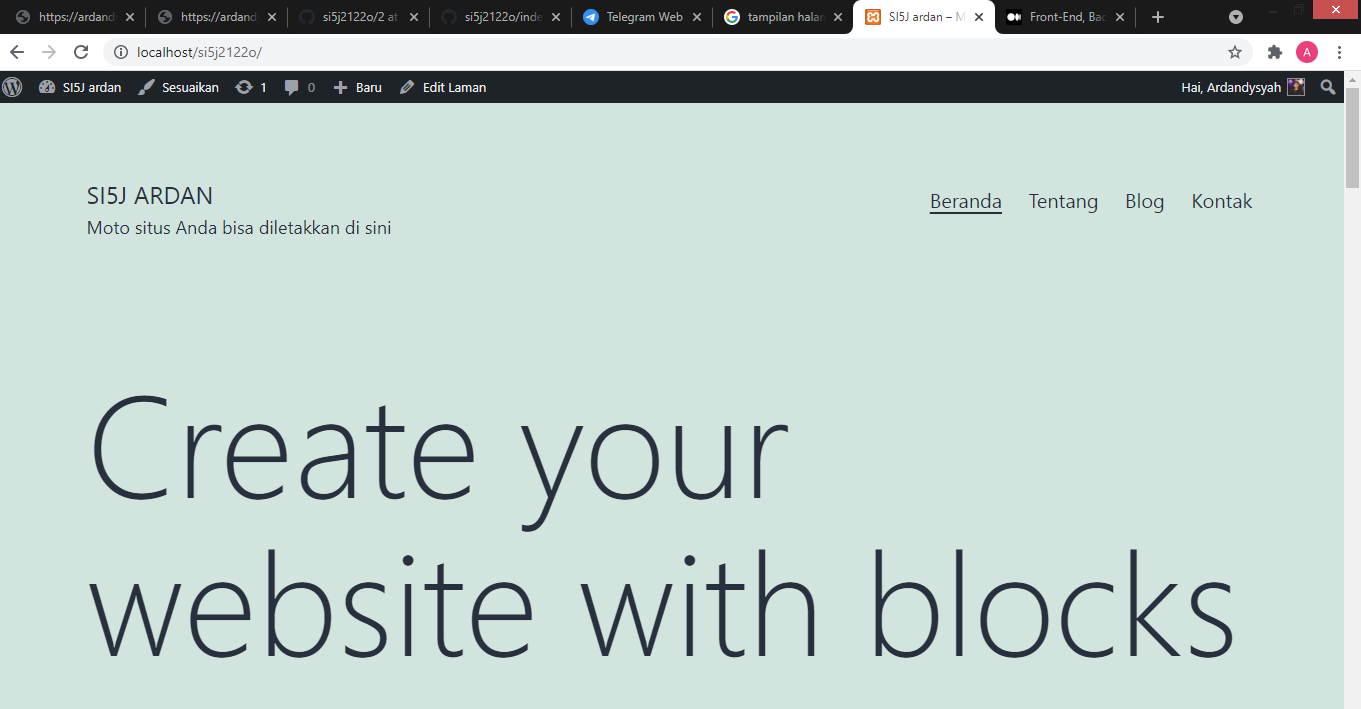 https://ardand
https://ardand
si5j2122o/2 at
si5j2122o/inde
Telegram Web
tampilan halar
SI5J ardan – M
Front-End, Bac
localhost/si5j2122o/
A
SI5J ardan
Sesuaikan
1
0
Baru
Edit Laman
Hai, Ardandysyah
SI5J ARDAN
Moto situs Anda bisa diletakkan di sini
Beranda
Tentang
Blog
Kontak
Create your
website with blocks